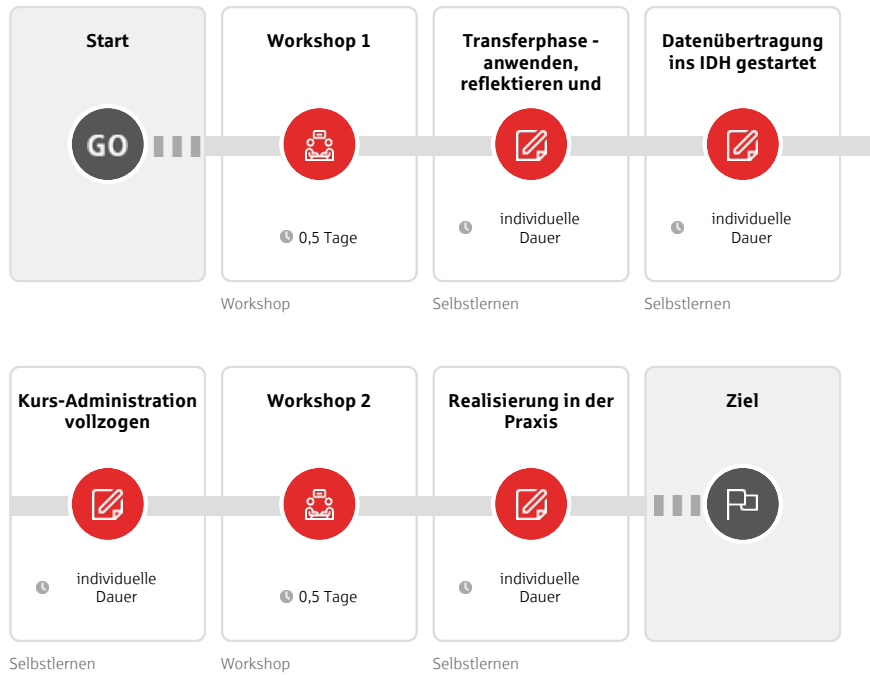 Start
GO
Workshop 1
0,5 Tage
Workshop
Transferphase -
anwenden,
reflektieren und
individuelle
Dauer
Selbstlernen
Datenübertragung
ins IDH gestartet
individuelle
Dauer
Selbstlernen
Kurs-Administration
vollzogen
individuelle
Dauer
Selbstlernen
Workshop 2
0,5 Tage
Workshop
Realisierung in der
Praxis
individuelle
Dauer
Selbstlernen
Ziel